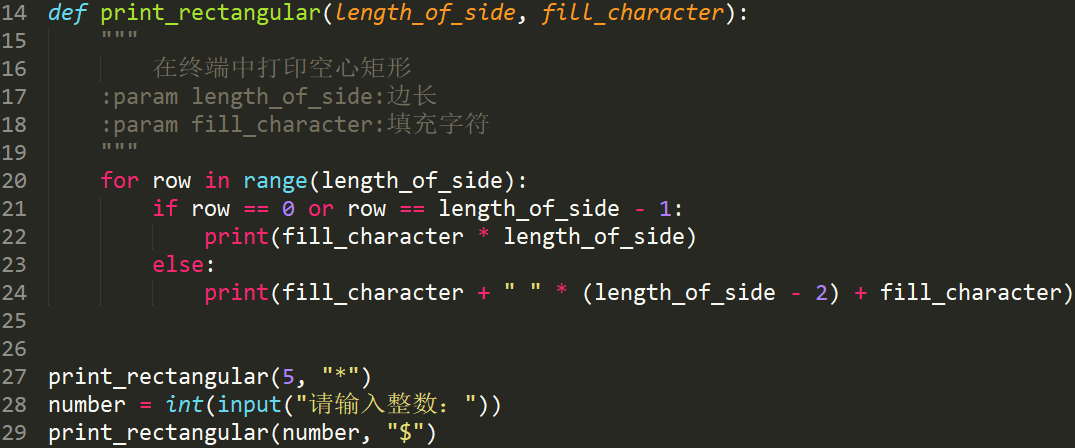 14 def print_rectangular(length_of_side, fill_character):
15     """
16         在终端中打印空心矩形
17     :param length_of_side:边长
18     :param fill_character:填充字符
19     """
20     for row in range(length_of_side):
21         if row == 0 or row == length_of_side - 1:
22             print(fill_character * length_of_side)
23         else:
24             print(fill_character + " " * (length_of_side - 2) + fill_character)
25
26
27 print_rectangular(5, "*")
28 number = int(input("请输入整数："))
29 print_rectangular(number, "$")